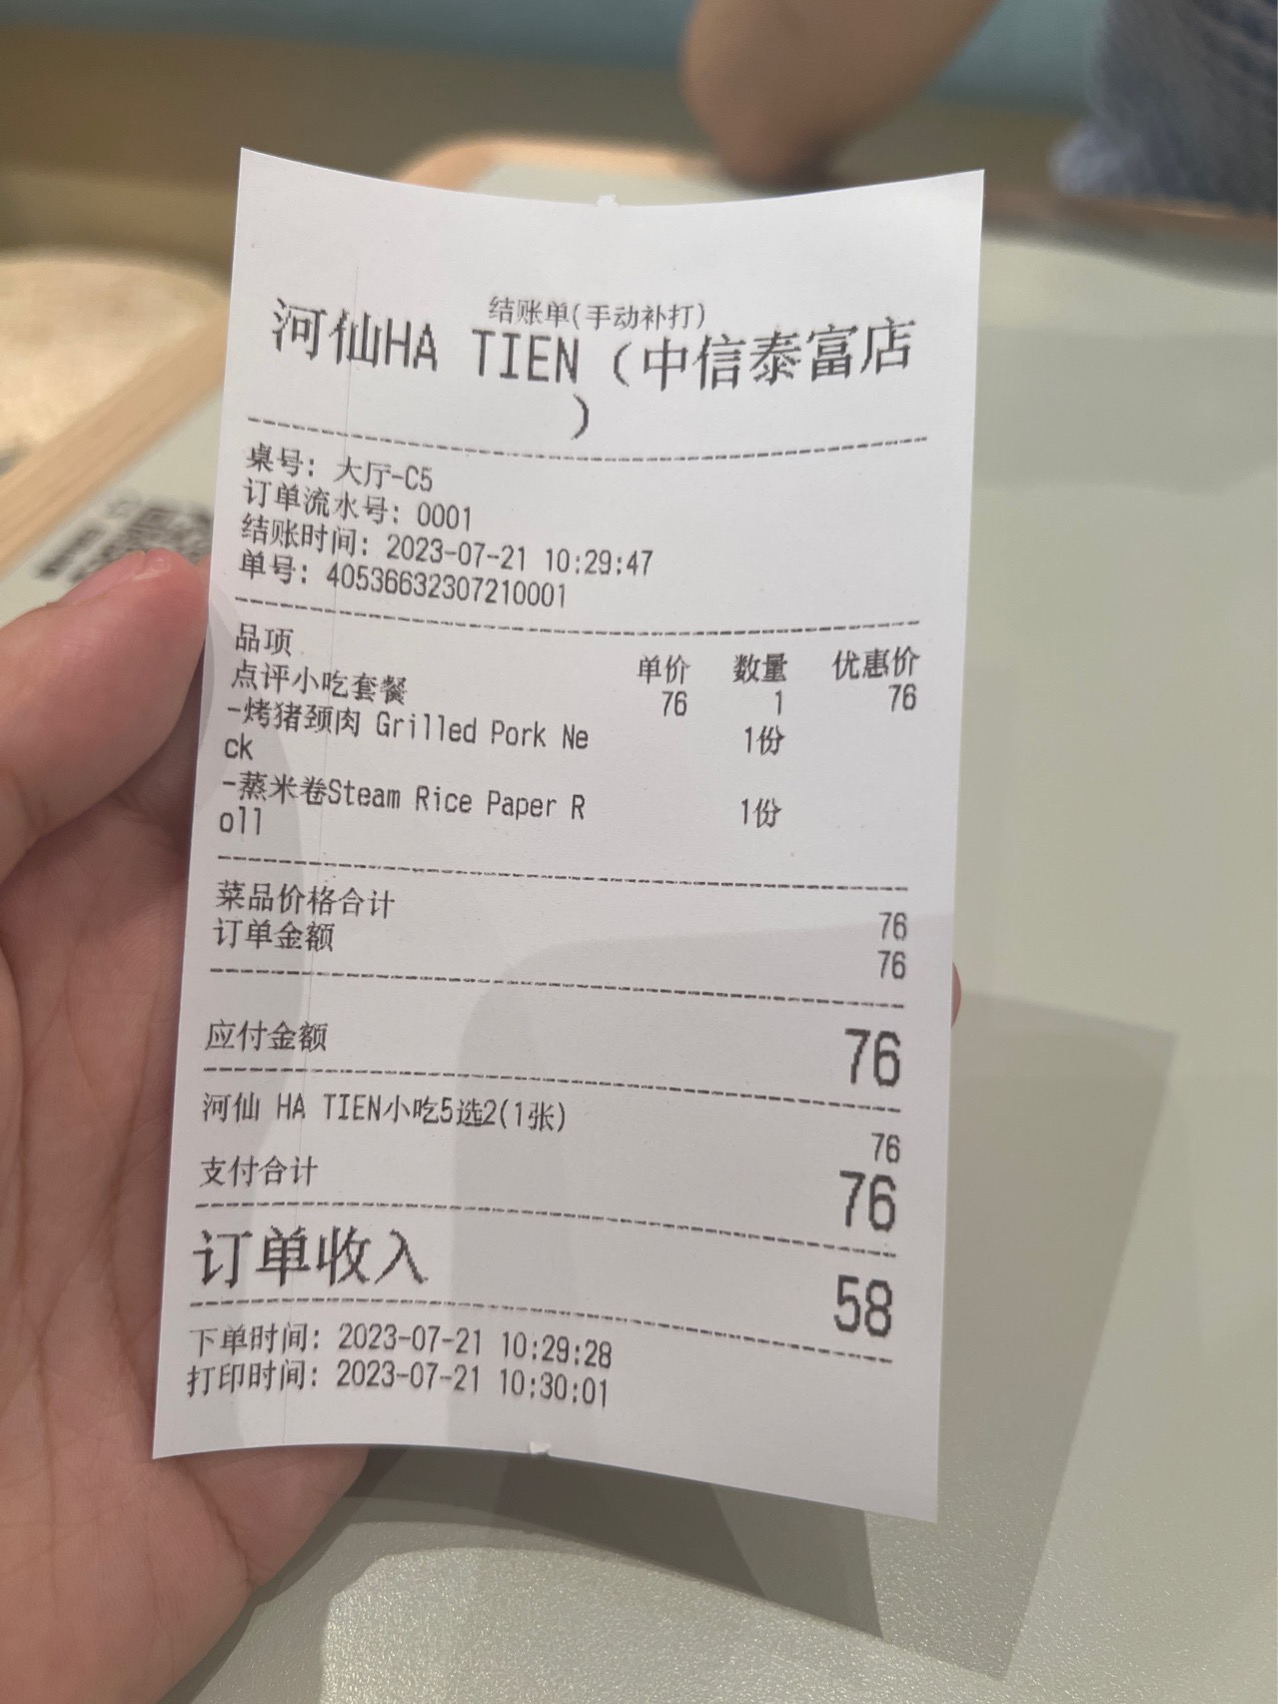 结账单(手动补打)
河仙HA TIEN（中信泰富店
）
桌号：大厅-C5
订单流水号：0001
结账时间：2023-07-21 10:29:47
单号：40536632307210001
品项 单价 数量 优惠价
点评小吃套餐 76 1 76
-烤猪颈肉 Grilled Pork Ne 1份
ck
-蒸米卷Steam Rice Paper R 1份
oll
菜品价格合计 76
订单金额 76
应付金额 76
河仙 HA TIEN小吃5选2(1张) 76
支付合计 76
订单收入 58
下单时间：2023-07-21 10:29:28
打印时间：2023-07-21 10:30:01